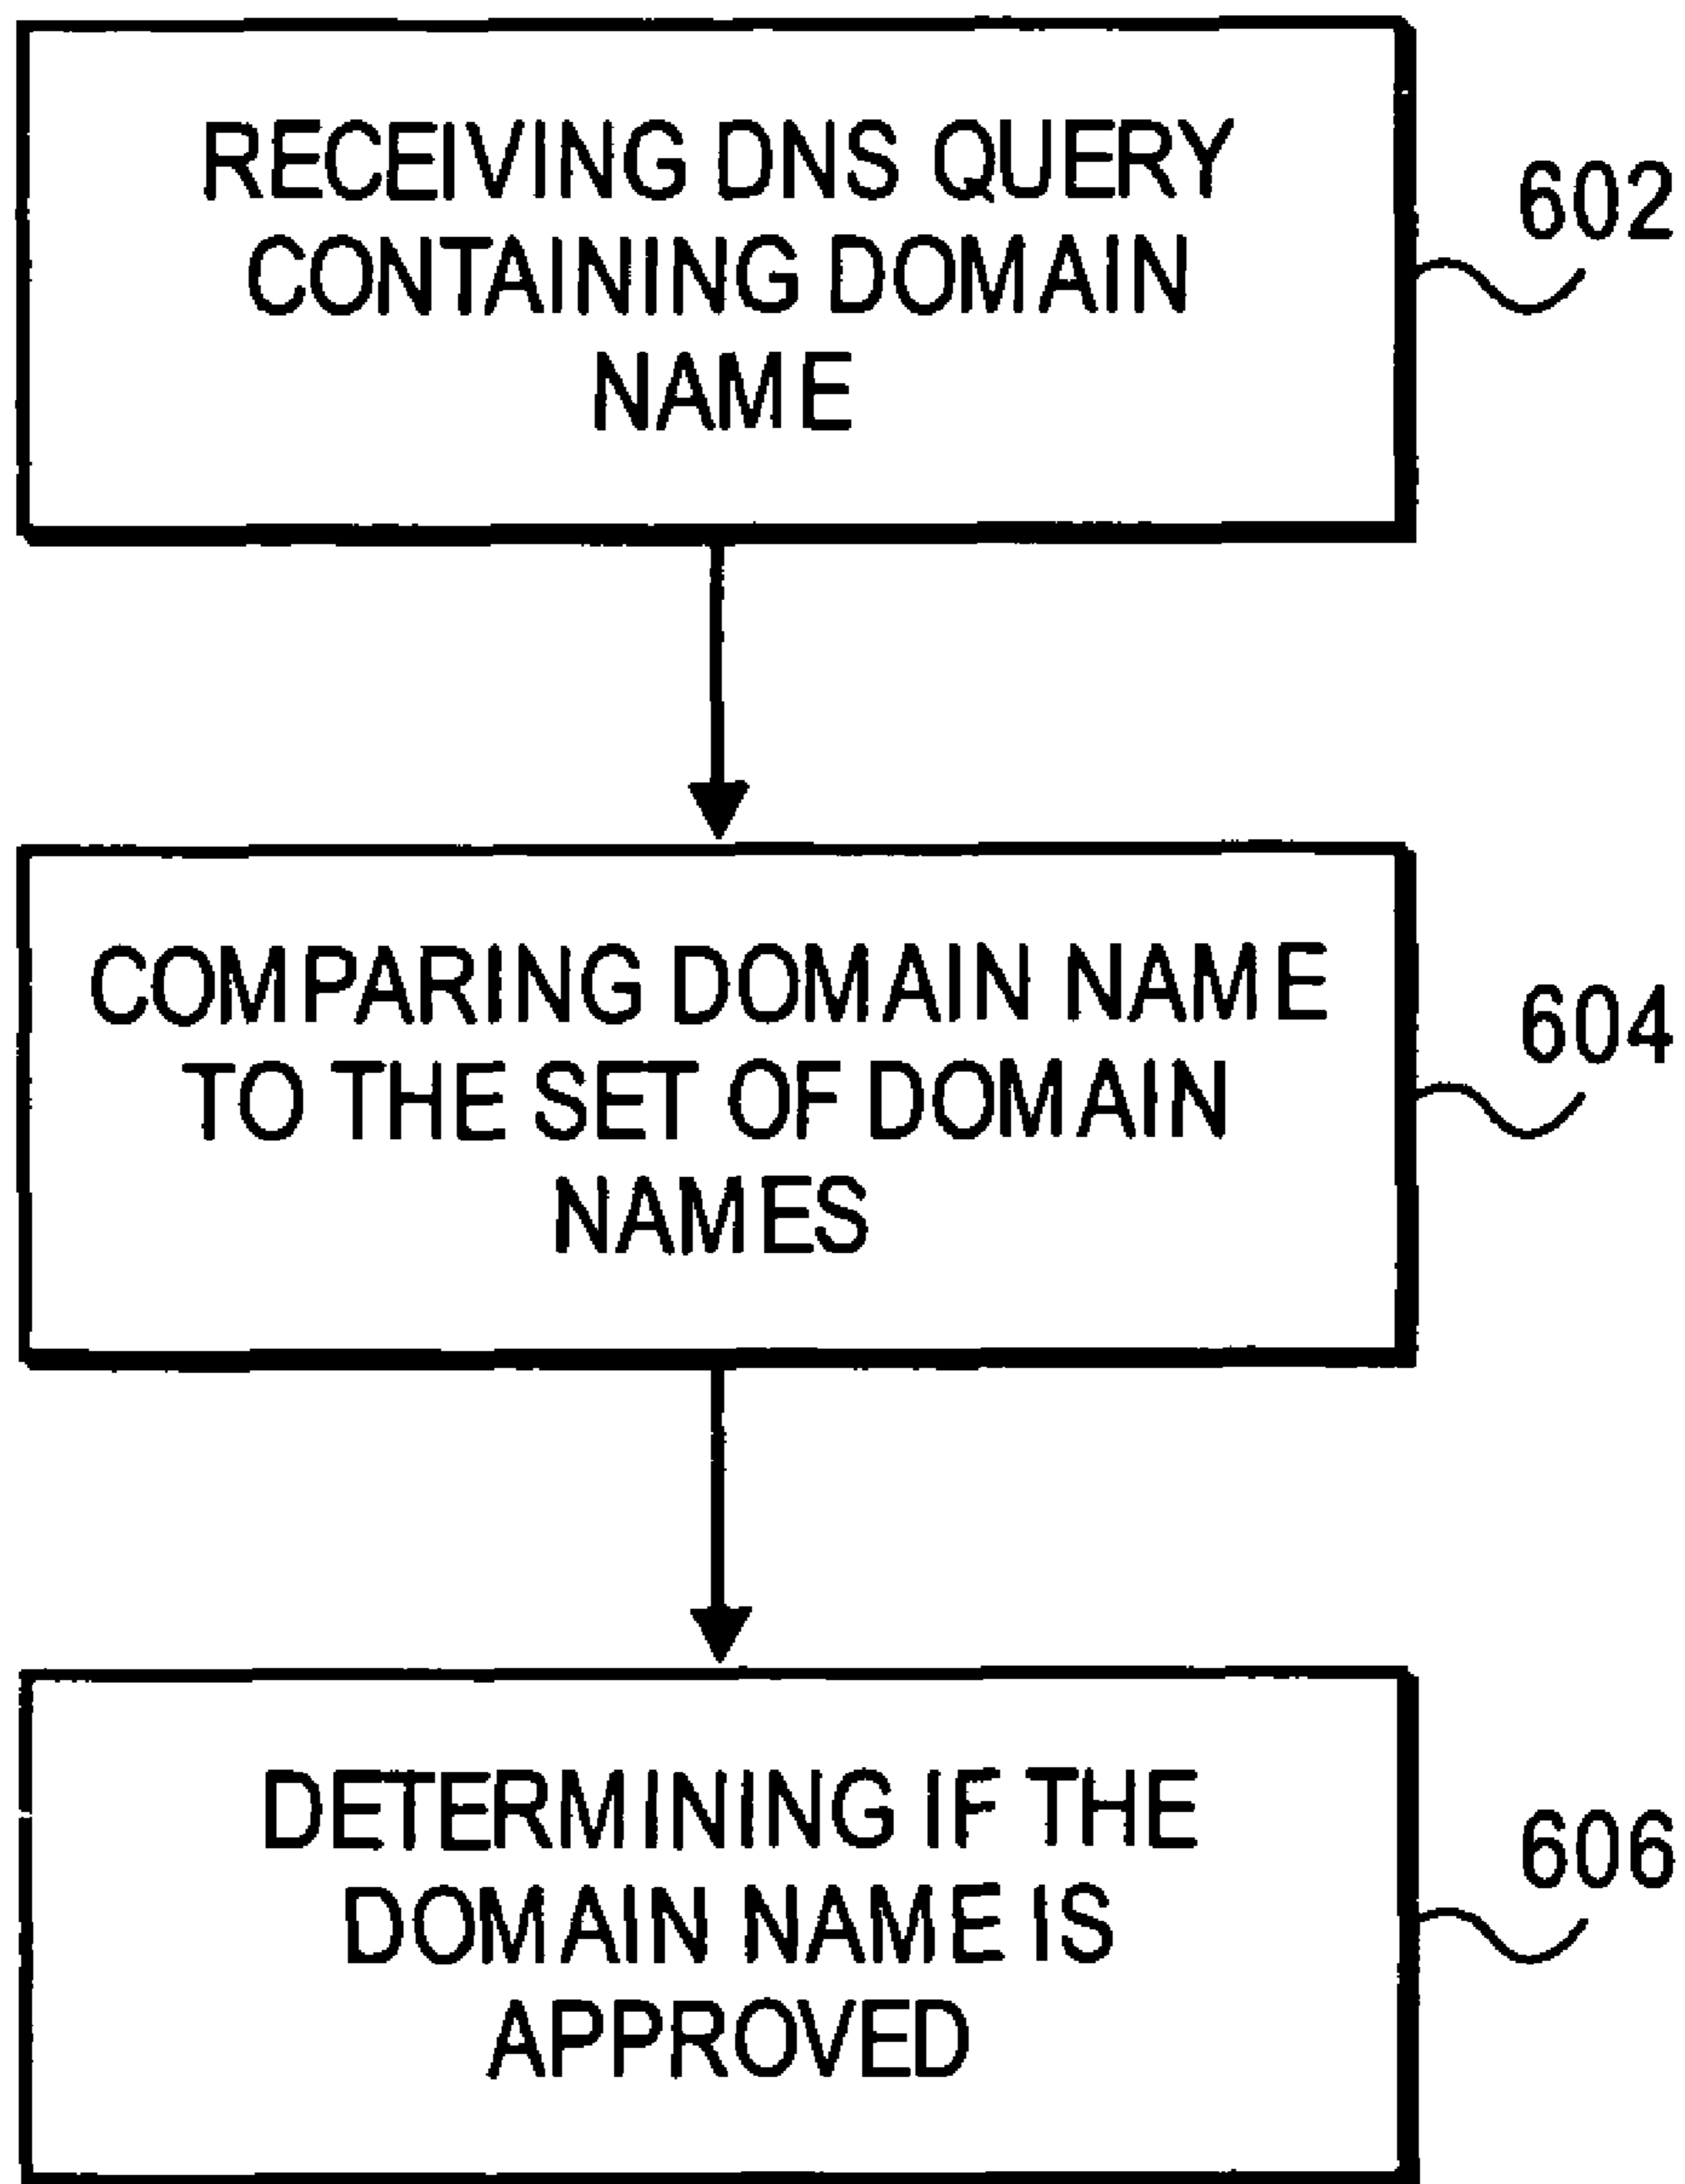 RECEIVING DNS QUERY
CONTAINING DOMAIN
NAME
602
COMPARING DOMAIN NAME
TO THE SET OF DOMAIN
NAMES
604
DETERMINING IF THE
DOMAIN NAME IS
APPROVED
606